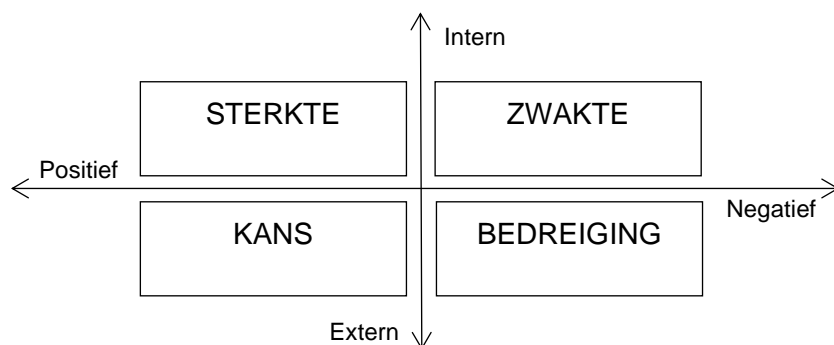 Intern
STERKTE
ZWAKTE
Positief
Negatief
KANS
BEDREIGING
Extern